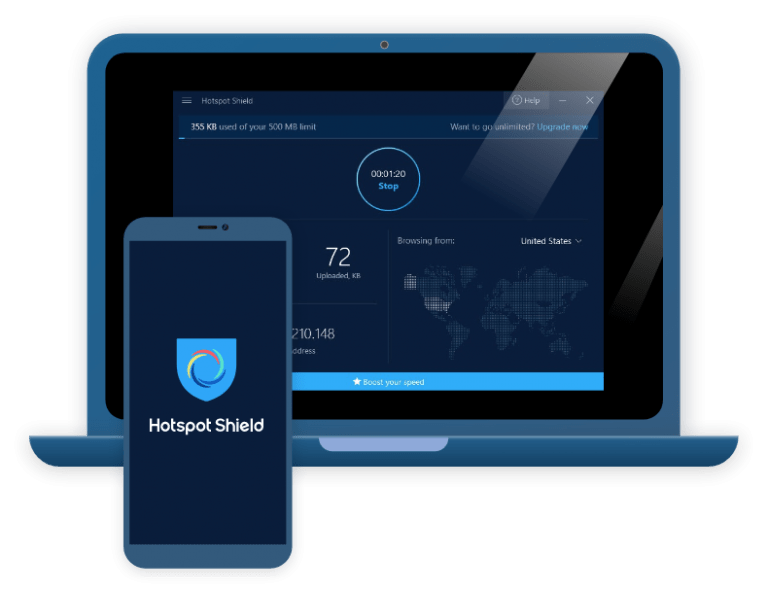 Hotspot Shield
Help
355 KB used of your 500 MB limit
Want to go unlimited? Upgrade now
00:01:20
Stop
72
Uploaded, KB
Browsing from:
United States
210.148
ddress
Boost your speed
Hotspot Shield